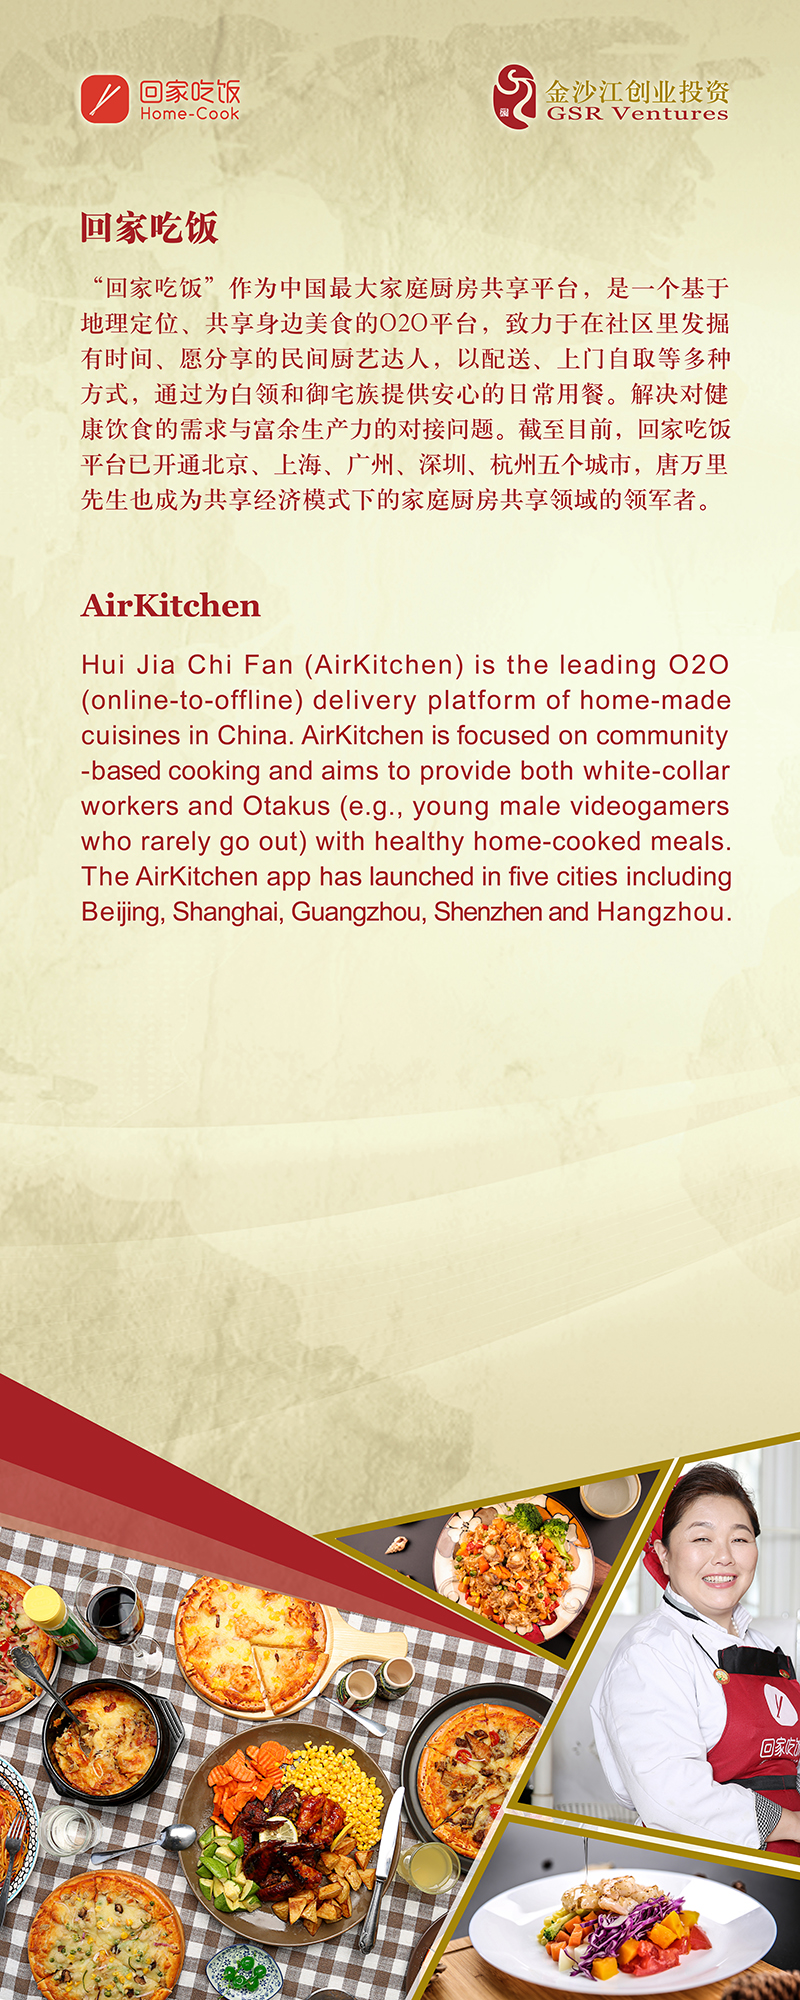 回家吃饭
Home-Cook
金沙江创业投资
GSR Ventures
回家吃饭
“回家吃饭”作为中国最大家庭厨房共享平台，是一个基于
地理定位、共享身边美食的O2O平台，致力于在社区里发掘
有时间、愿分享的民间厨艺达人，以配送、上门自取等多种
方式，通过为白领和御宅族提供安心的日常用餐。解决对健
康饮食的需求与富余生产力的对接问题。截至目前，回家吃饭
平台已开通北京、上海、广州、深圳、杭州五个城市，唐万里
先生也成为共享经济模式下的家庭厨房共享领域的领军者。
AirKitchen
Hui Jia Chi Fan (AirKitchen) is the leading O2O
(online-to-offline) delivery platform of home-made
cuisines in China. AirKitchen is focused on community
-based cooking and aims to provide both white-collar
workers and Otakus (e.g., young male videogamers
who rarely go out) with healthy home-cooked meals.
The AirKitchen app has launched in five cities including
Beijing, Shanghai, Guangzhou, Shenzhen and Hangzhou.
回家吃饭